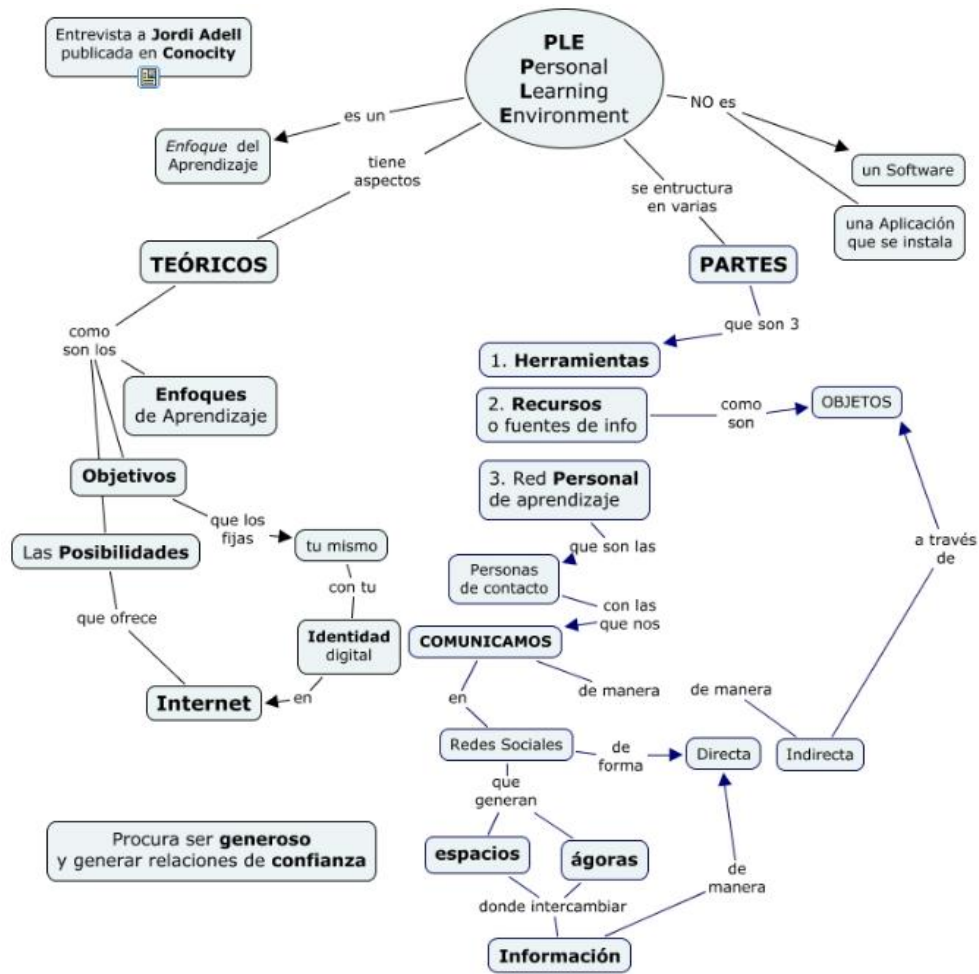 Entrevista a Jordi Adell
publicada en Conocity
PLE
Personal
Learning
Environment
es un
NO es
Enfoque del
Aprendizaje
tiene
aspectos
un Software
se entructura
en varias
una Aplicación
que se instala
TEÓRICOS
PARTES
como
son los
que son 3
Enfoques
de Aprendizaje
1. Herramientas
2. Recursos
o fuentes de info
como
son
OBJETOS
Objetivos
3. Red Personal
de aprendizaje
que los
fijas
tu mismo
Las Posibilidades
que son las
a través
de
Personas
de contacto
con tu
que ofrece
con las
que nos
Identidad
digital
COMUNICAMOS
en
Internet
en
de manera
de manera
Redes Sociales
de
forma
Directa
Indirecta
que
generan
Procura ser generoso
y generar relaciones de confianza
espacios
ágoras
de
manera
donde intercambiar
Información